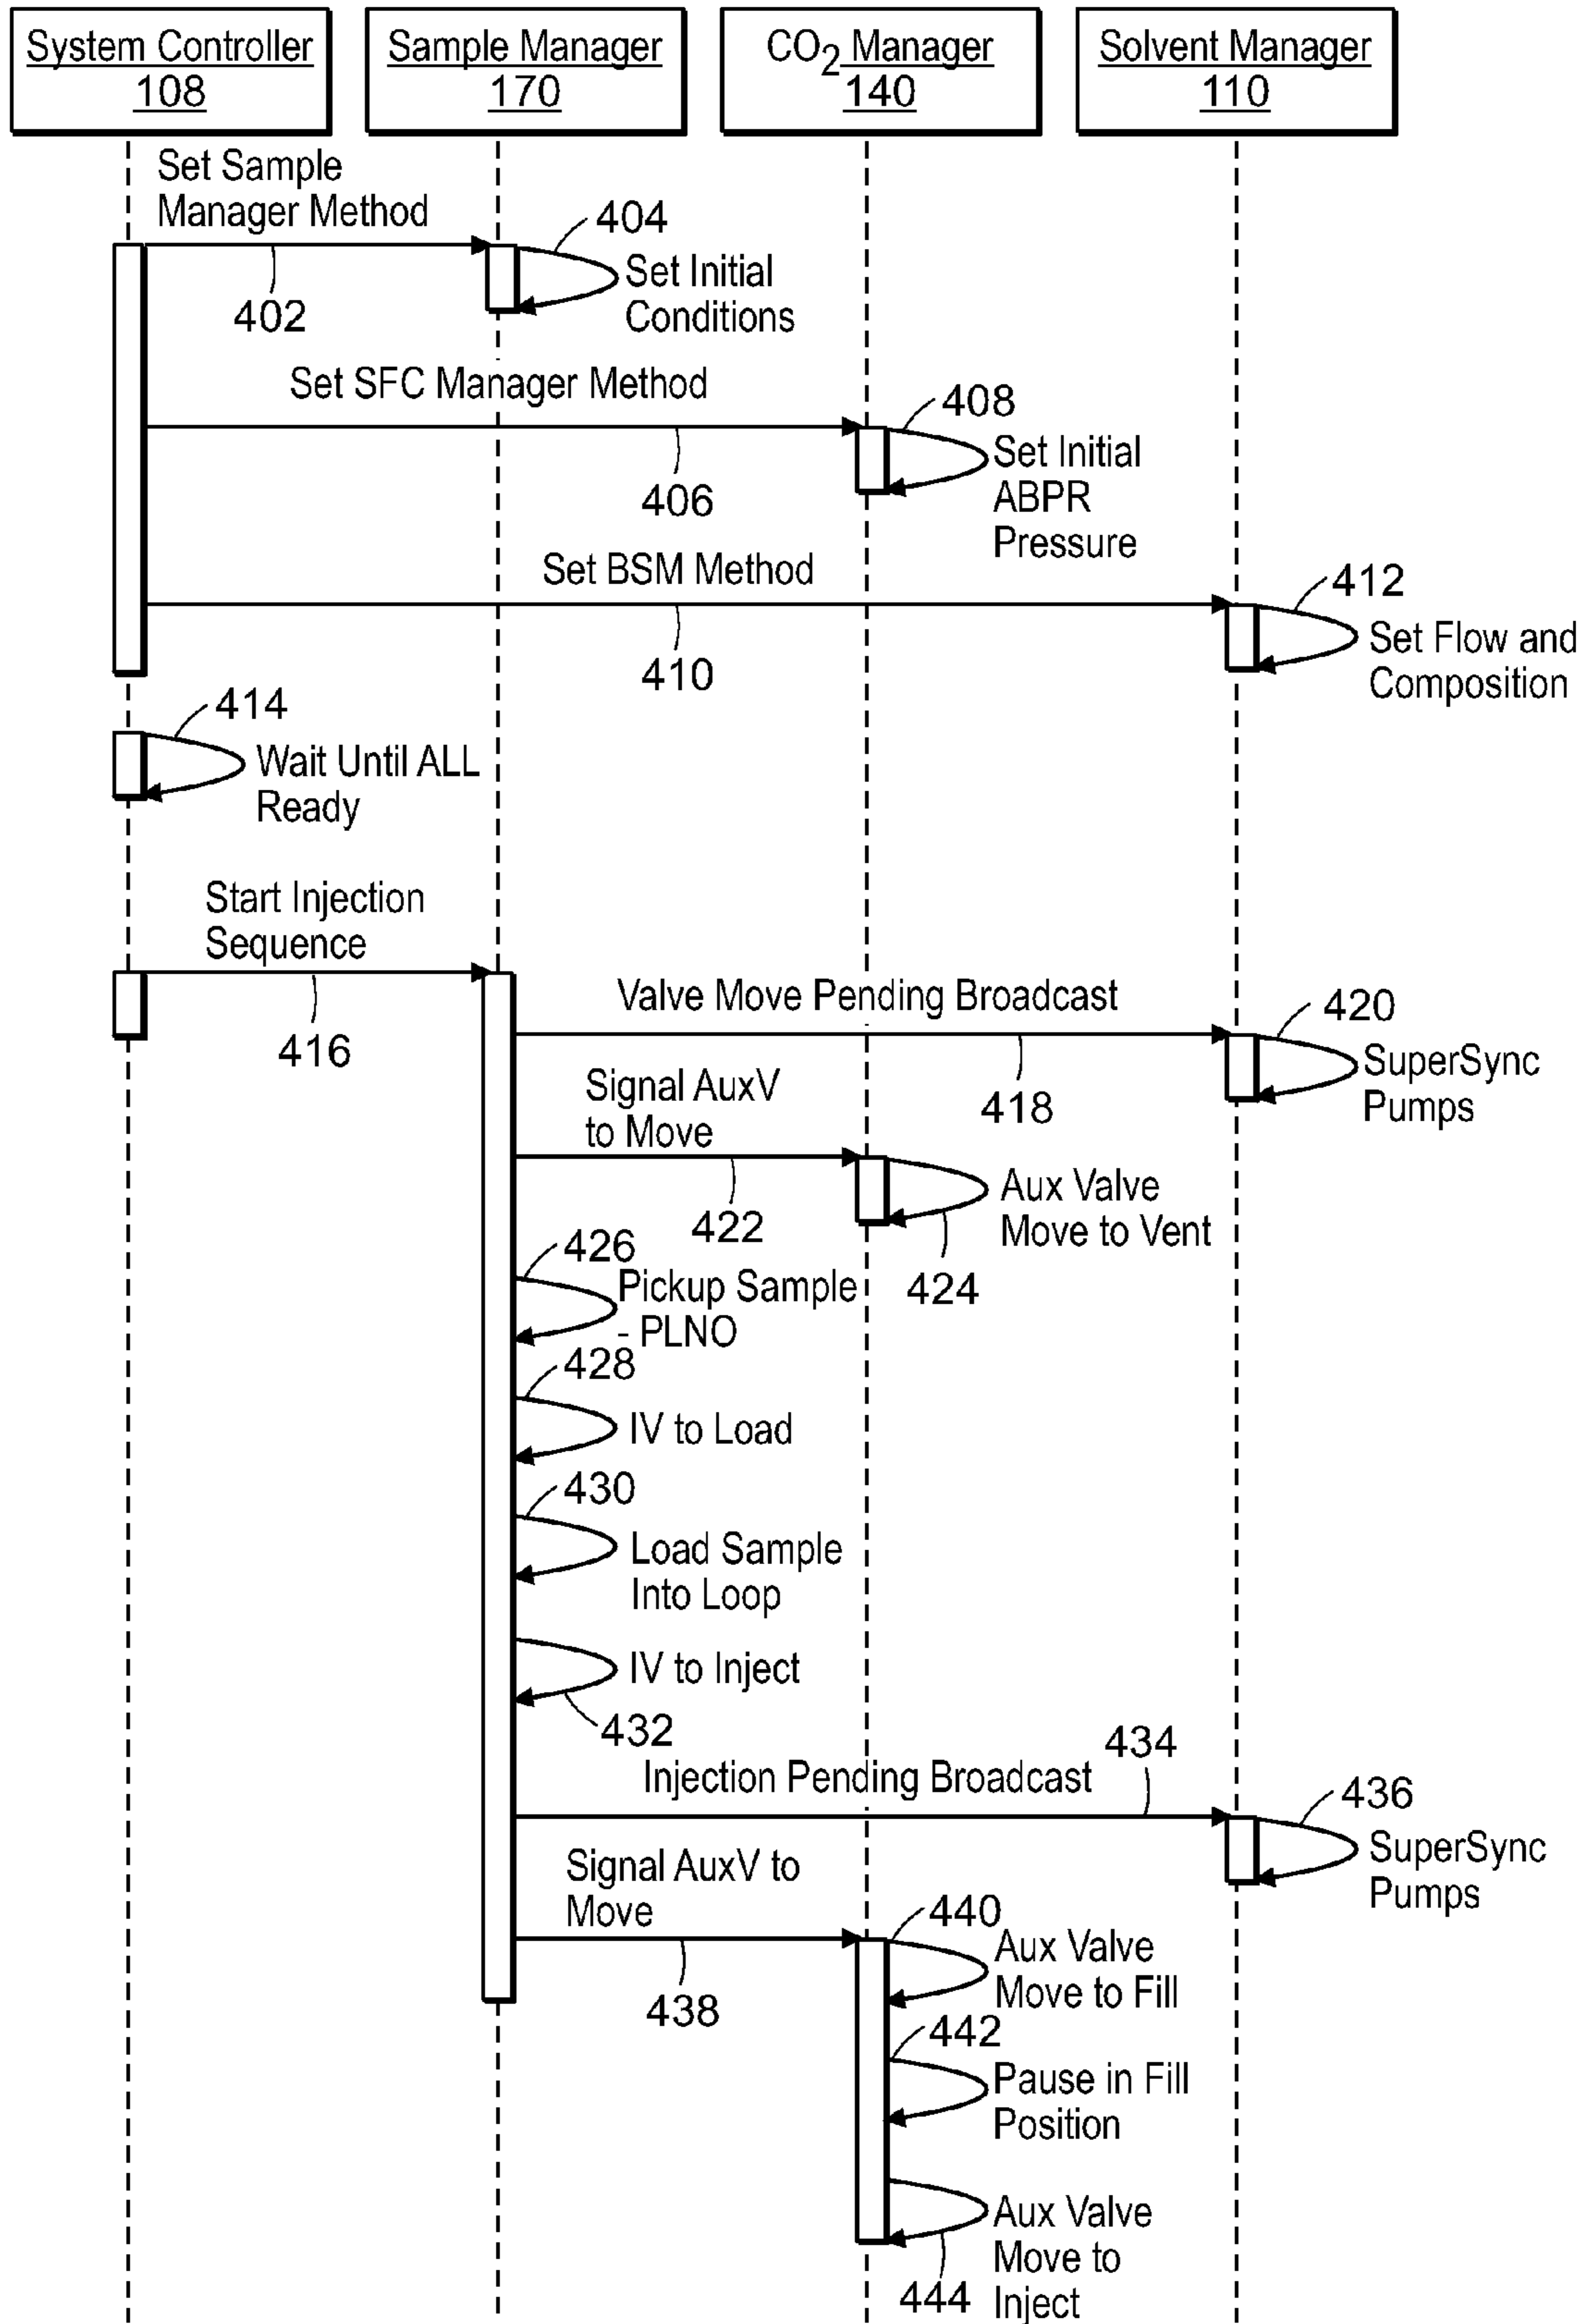 System Controller
108
Sample Manager
170
CO2 Manager
140
Solvent Manager
110
Set Sample
Manager Method
402
404
Set Initial
Conditions
Set SFC Manager Method
406
408
Set Initial
ABPR
Pressure
Set BSM Method
410
412
Set Flow and
Composition
414
Wait Until ALL
Ready
Start Injection
Sequence
416
Valve Move Pending Broadcast
418
420
SuperSync
Pumps
Signal AuxV
to Move
422
Aux Valve
Move to Vent
424
426
Pickup Sample
- PLNO
428
IV to Load
430
Load Sample
Into Loop
IV to Inject
432
434
Injection Pending Broadcast
436
SuperSync
Pumps
Signal AuxV to
Move
438
440
Aux Valve
Move to Fill
442
Pause in Fill
Position
Aux Valve
Move to
Inject
444